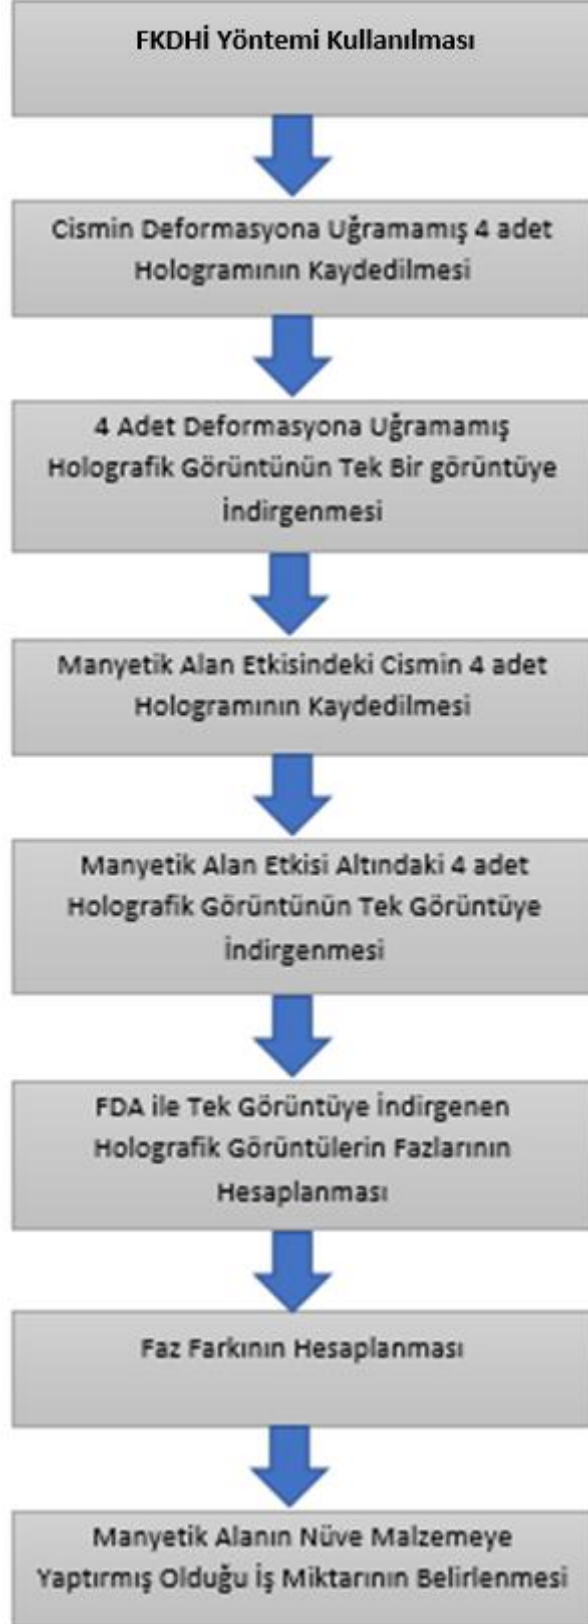 FKDHİ Yöntemi Kullanılması
Cismin Deformasyona Uğramamış 4 adet
Hologramının Kaydedilmesi
4 Adet Deformasyona Uğramamış
Holografik Görüntünün Tek Bir görüntüye
İndirgenmesi
Manyetik Alan Etkisindeki Cismin 4 adet
Hologramının Kaydedilmesi
Manyetik Alan Etkisi Altındaki 4 adet
Holografik Görüntünün Tek Görüntüye
İndirgenmesi
FDA ile Tek Görüntüye İndirgenen
Holografik Görüntülerin Fazlarının
Hesaplanması
Faz Farkının Hesaplanması
Manyetik Alanın Nüve Malzemeye
Yaptırmış Olduğu İş Miktarının Belirlenmesi